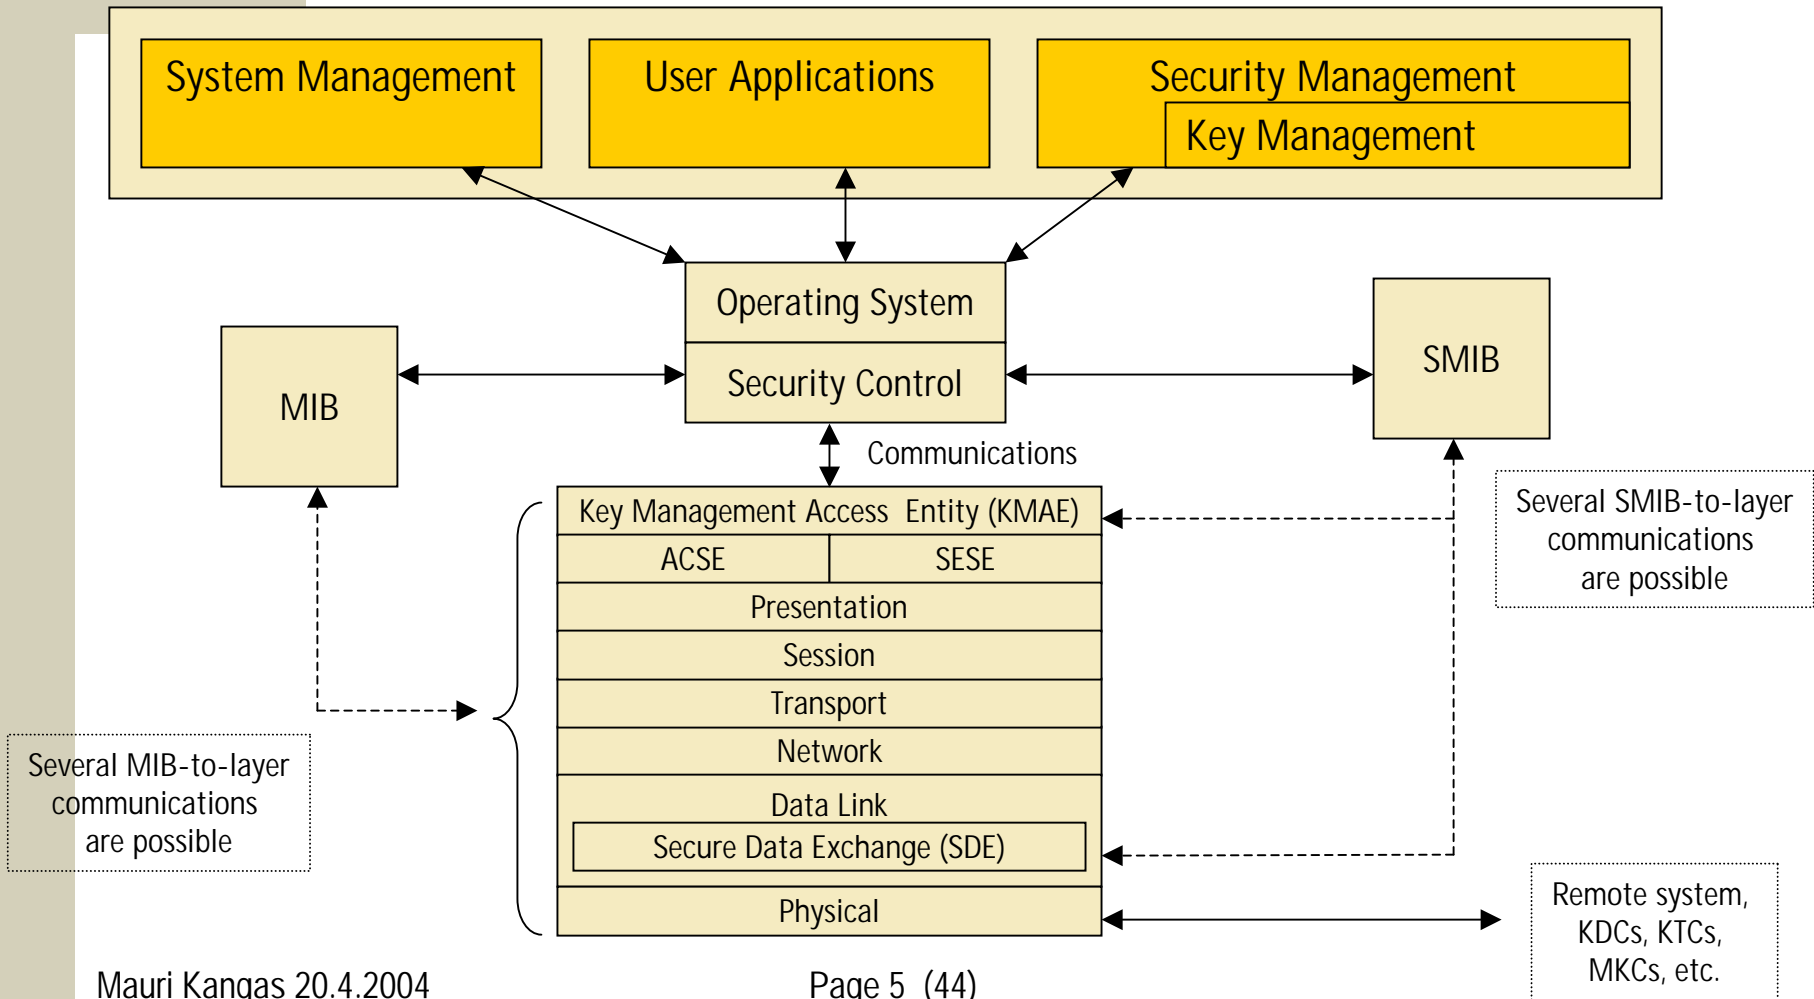 System Management
User Applications
Security Management
Key Management
Operating System
Security Control
MIB
SMIB
Communications
Key Management Access Entity (KMAE)
ACSE
SESE
Presentation
Session
Transport
Network
Data Link
Secure Data Exchange (SDE)
Physical
Several SMIB-to-layer
communications
are possible
Several MIB-to-layer
communications
are possible
Remote system,
KDCs, KTCs,
MKCs, etc.
Mauri Kangas 20.4.2004
Page 5 (44)